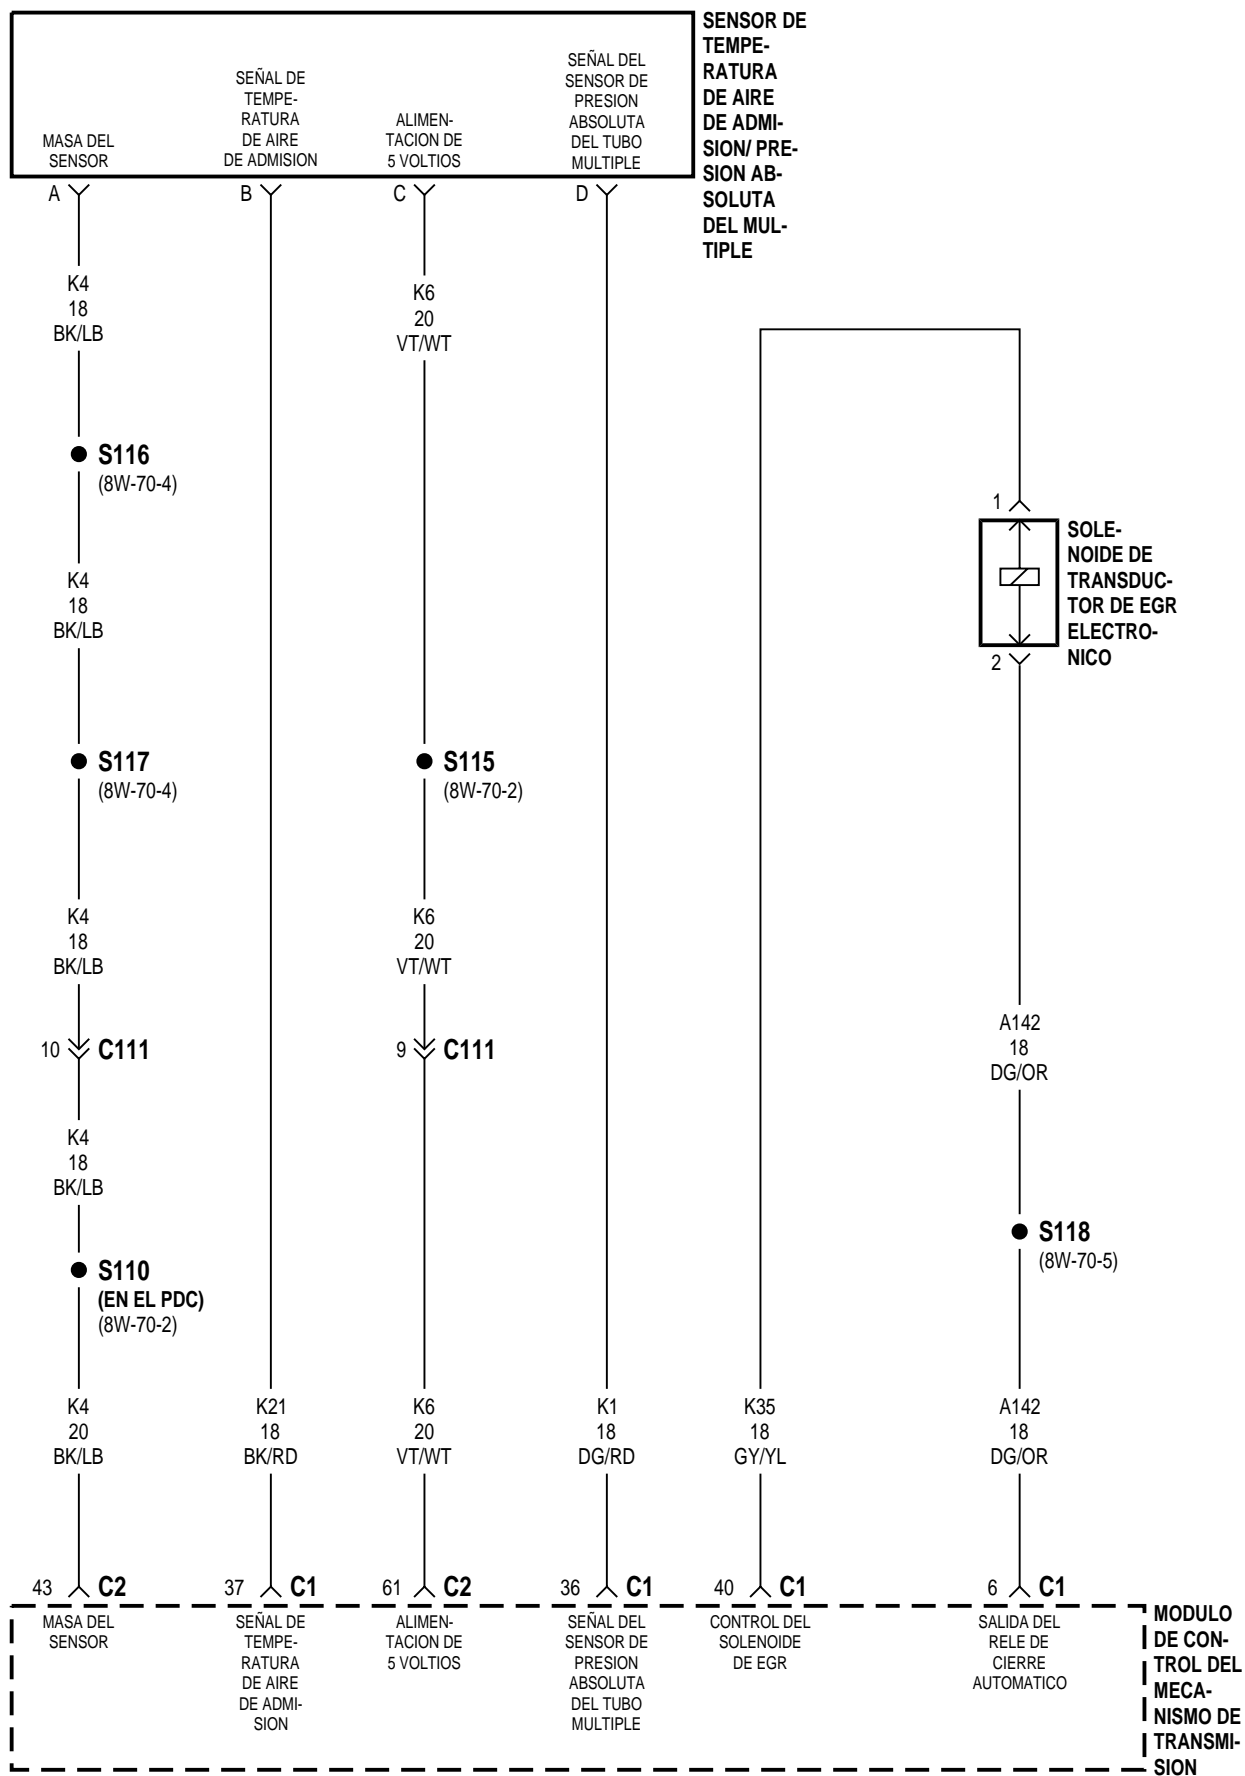 SENSOR DE
TEMPE-
RATURA
DE AIRE
DE ADMI-
SION/ PRE-
SION AB-
SOLUTA
DEL MUL-
TIPLE
MASA DEL
SENSOR
SEÑAL DE
TEMPE-
RATURA
DE AIRE
DE ADMISION
ALIMEN-
TACION DE
5 VOLTIOS
SEÑAL DEL
SENSOR DE
PRESION
ABSOLUTA
DEL TUBO
MULTIPLE
A
B
C
D
K4
18
BK/LB
K6
20
VT/WT
S116
(8W-70-4)
1
SOLE-
NOIDE DE
TRANSDUC-
TOR DE EGR
ELECTRO-
NICO
2
K4
18
BK/LB
S117
(8W-70-4)
S115
(8W-70-2)
K4
18
BK/LB
K6
20
VT/WT
10 C111
9 C111
A142
18
DG/OR
K4
18
BK/LB
S118
(8W-70-5)
S110
(EN EL PDC)
(8W-70-2)
K4
20
BK/LB
K21
18
BK/RD
K6
20
VT/WT
K1
18
DG/RD
K35
18
GY/YL
A142
18
DG/OR
43 C2
37 C1
61 C2
36 C1
40 C1
6 C1
MASA DEL
SENSOR
SEÑAL DE
TEMPE-
RATURA
DE AIRE
DE ADMI-
SION
ALIMEN-
TACION DE
5 VOLTIOS
SEÑAL DEL
SENSOR DE
PRESION
ABSOLUTA
DEL TUBO
MULTIPLE
CONTROL DEL
SOLENOIDE
DE EGR
SALIDA DEL
RELE DE
CIERRE
AUTOMATICO
MODULO
DE CON-
TROL DEL
MECA-
NISMO DE
TRANSMI-
SION